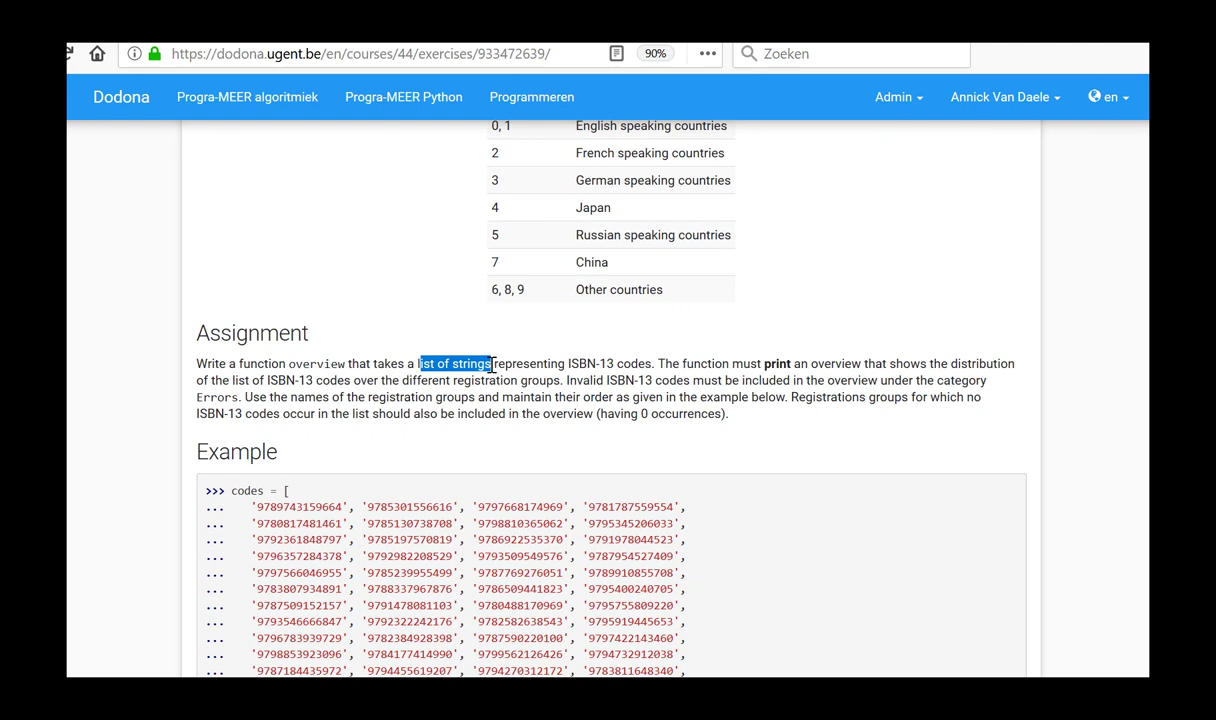 https://dodona.ugent.be/en/courses/44/exercises/933472639/ 90% ••• Zoeken
Dodona Progra-MEER algoritmiek Progra-MEER Python Programmeren Admin Annick Van Daele en
0, 1 English speaking countries
2 French speaking countries
3 German speaking countries
4 Japan
5 Russian speaking countries
7 China
6, 8, 9 Other countries
Assignment
Write a function overview that takes a list of strings representing ISBN-13 codes. The function must print an overview that shows the distribution
of the list of ISBN-13 codes over the different registration groups. Invalid ISBN-13 codes must be included in the overview under the category
Errors. Use the names of the registration groups and maintain their order as given in the example below. Registrations groups for which no
ISBN-13 codes occur in the list should also be included in the overview (having 0 occurrences).
Example
>>> codes = [
... '9789743159664', '9785301556616', '9797668174969', '9781787559554',
... '9780817481461', '9785130738708', '9798810365062', '9795345206033',
... '9792361848797', '9785197570819', '9786922535370', '9791978044523',
... '9796357284378', '9792982208529', '9793509549576', '9787954527409',
... '9797566046955', '9785239955499', '9787769276051', '9789910855708',
... '9783807934891', '9788337967876', '9786509441823', '9795400240705',
... '9787509152157', '9791478081103', '9780488170969', '9795755809220',
... '9793546666847', '9792322242176', '9782582638543', '9795919445653',
... '9796783939729', '9782384928398', '9787590220100', '9797422143460',
... '9798853923096', '9784177414990', '9799562126426', '9794732912038',
... '9787184435972', '9794455619207', '9794270312172', '9783811648340',